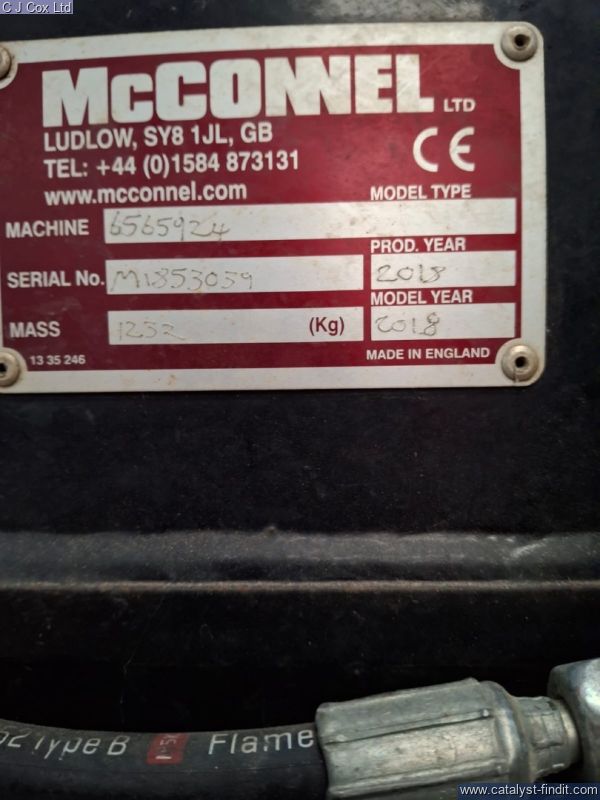 C J Cox Ltd
McCONNEL LTD
LUDLOW, SY8 1JL, GB
TEL: +44 (0)1584 873131
www.mcconnel.com
CE
MODEL TYPE
MACHINE 6565924
PROD. YEAR
SERIAL No. M1853059 2018
MODEL YEAR
MASS 1232 (Kg) 2018
13 35 246 MADE IN ENGLAND
Type B Flame
www.catalyst-findit.com